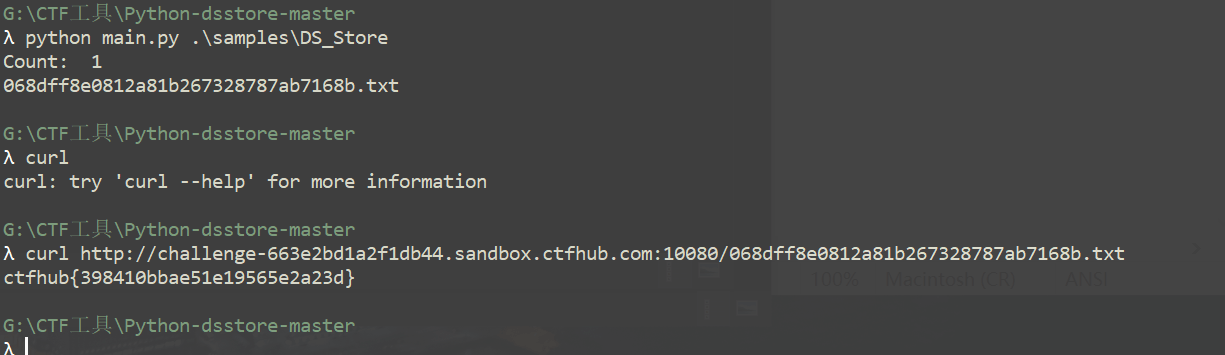 G:\CTF工具\Python-dsstore-master
λ python main.py .\samples\DS_Store
Count:  1
068dff8e0812a81b267328787ab7168b.txt
G:\CTF工具\Python-dsstore-master
λ curl
curl: try 'curl --help' for more information
G:\CTF工具\Python-dsstore-master
λ curl http://challenge-663e2bd1a2f1db44.sandbox.ctfhub.com:10080/068dff8e0812a81b267328787ab7168b.txt
ctfhub{398410bbae51e19565e2a23d}
100% Macintosh (CR) ANSI
G:\CTF工具\Python-dsstore-master
λ